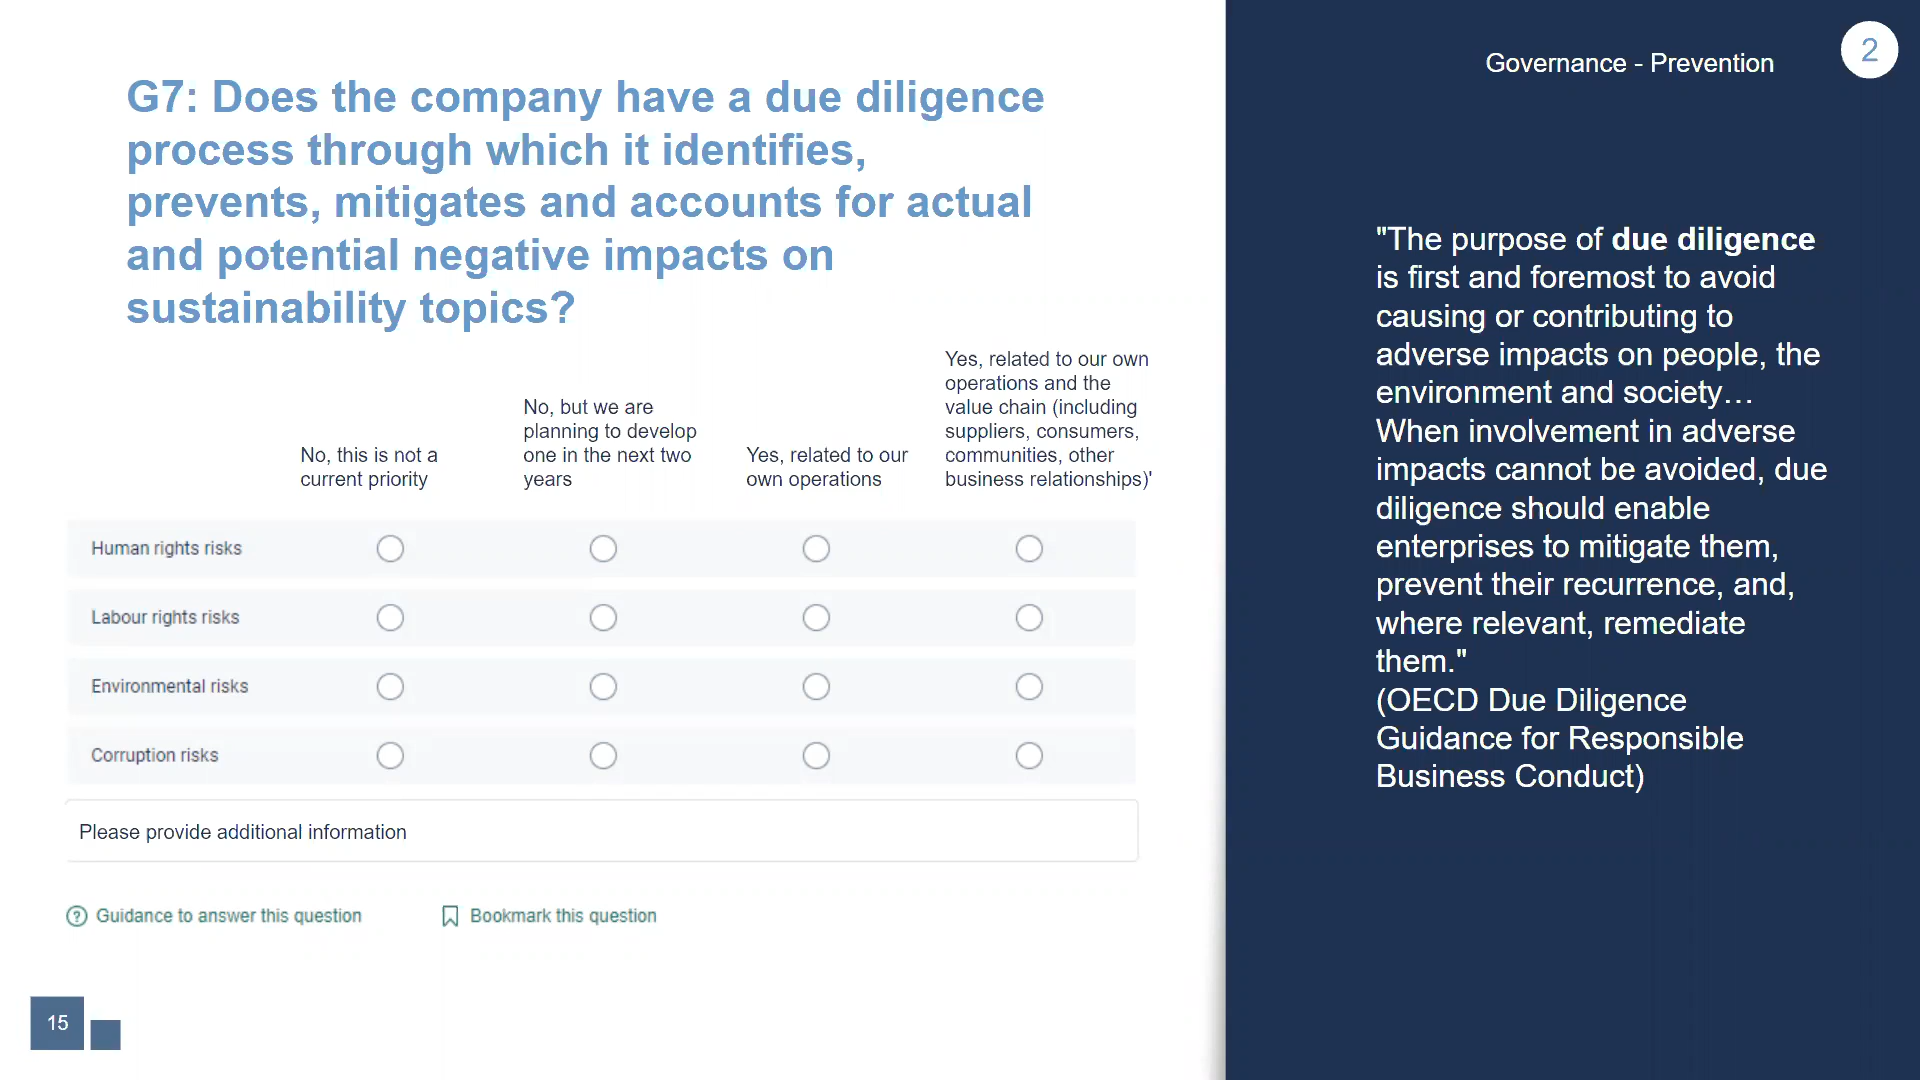 G7: Does the company have a due diligence
process through which it identifies,
prevents, mitigates and accounts for actual
and potential negative impacts on
sustainability topics?
No, this is not a
current priority
No, but we are
planning to develop
one in the next two
years
Yes, related to our
own operations
Yes, related to our own
operations and the
value chain (including
suppliers, consumers,
communities, other
business relationships)'
Human rights risks
Labour rights risks
Environmental risks
Corruption risks
Please provide additional information
Guidance to answer this question
Bookmark this question
15
Governance - Prevention
2
"The purpose of due diligence
is first and foremost to avoid
causing or contributing to
adverse impacts on people, the
environment and society…
When involvement in adverse
impacts cannot be avoided, due
diligence should enable
enterprises to mitigate them,
prevent their recurrence, and,
where relevant, remediate
them."
(OECD Due Diligence
Guidance for Responsible
Business Conduct)